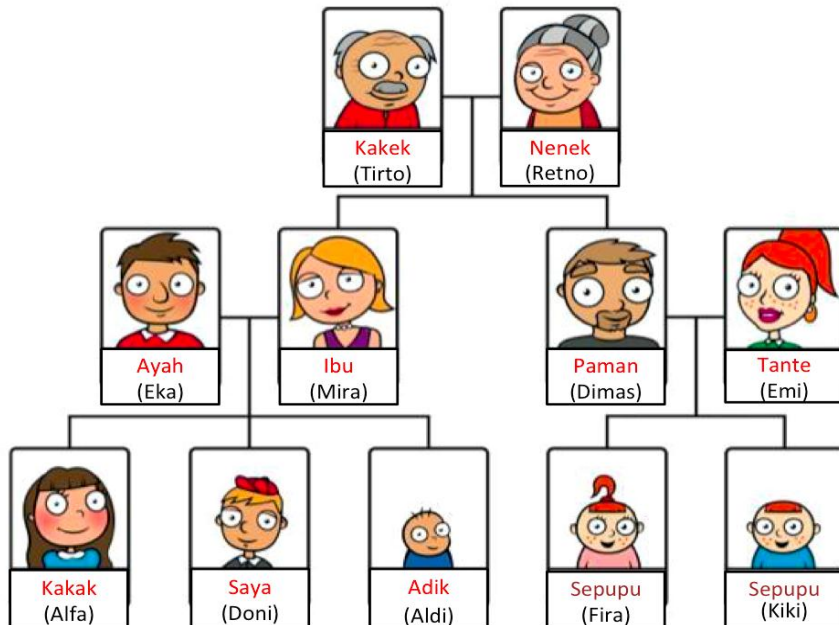 Kakek
(Tirto)
Nenek
(Retno)
Ayah
(Eka)
Ibu
(Mira)
Paman
(Dimas)
Tante
(Emi)
Kakak
(Alfa)
Saya
(Doni)
Adik
(Aldi)
Sepupu
(Fira)
Sepupu
(Kiki)